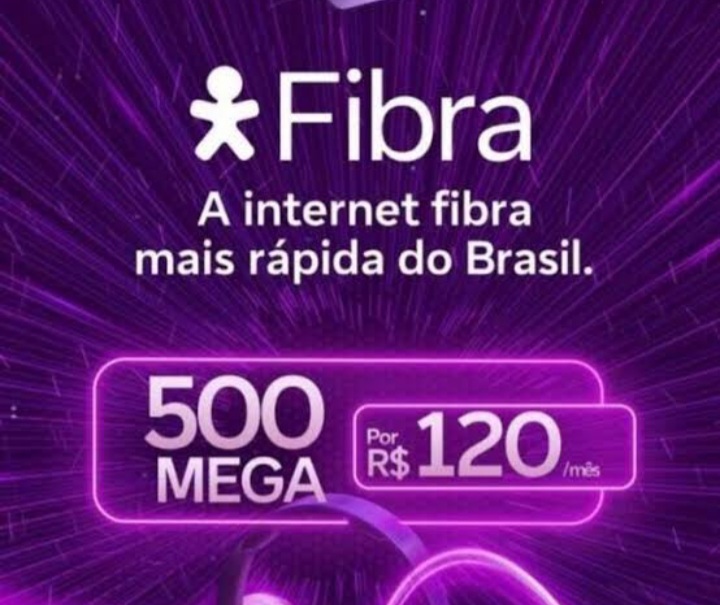 Fibra
A internet fibra
mais rápida do Brasil.
500
MEGA
Por
R$ 120 /mês